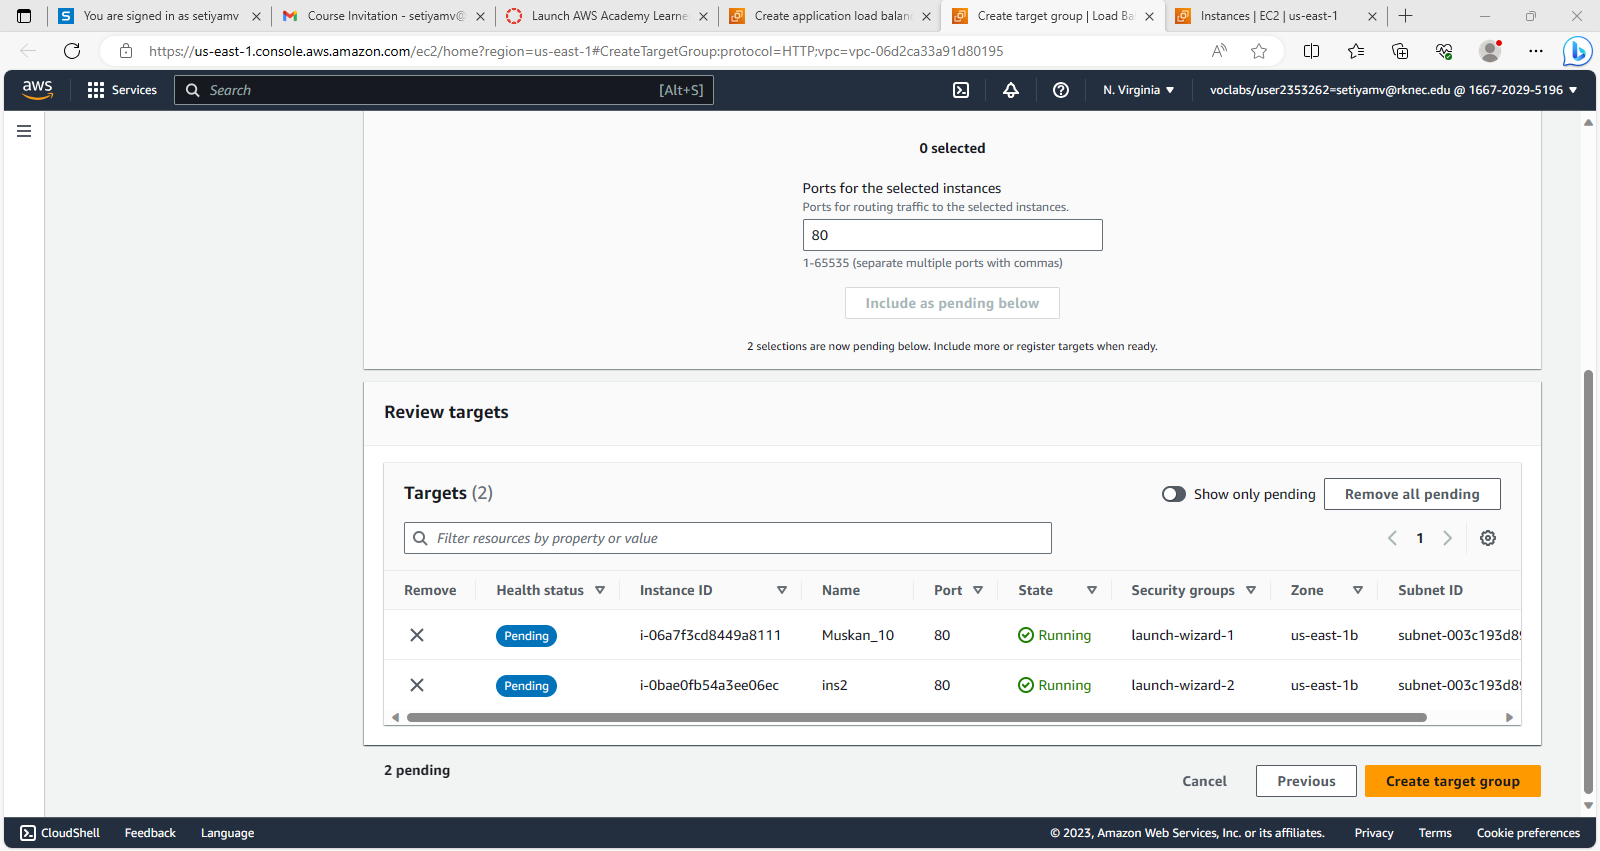 You are signed in as setiyamv
Course Invitation - setiyamv@
Launch AWS Academy Learne
Create application load balan
Create target group | Load Ba
Instances | EC2 | us-east-1
https://us-east-1.console.aws.amazon.com/ec2/home?region=us-east-1#CreateTargetGroup:protocol=HTTP;vpc=vpc-06d2ca33a91d80195
aws Services Search [Alt+S] N. Virginia voclabs/user2353262=setiyamv@rknec.edu @ 1667-2029-5196
0 selected
Ports for the selected instances
Ports for routing traffic to the selected instances.
80
1-65535 (separate multiple ports with commas)
Include as pending below
2 selections are now pending below. Include more or register targets when ready.
Review targets
Targets (2) Show only pending Remove all pending
Filter resources by property or value 1
Remove Health status Instance ID Name Port State Security groups Zone Subnet ID
Pending i-06a7f3cd8449a8111 Muskan_10 80 Running launch-wizard-1 us-east-1b subnet-003c193d89
Pending i-0bae0fb54a3ee06ec ins2 80 Running launch-wizard-2 us-east-1b subnet-003c193d89
2 pending
Cancel Previous Create target group
CloudShell Feedback Language © 2023, Amazon Web Services, Inc. or its affiliates. Privacy Terms Cookie preferences